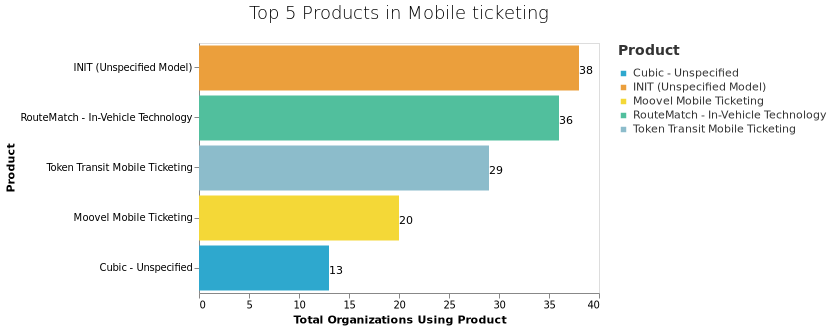 Top 5 Products in Mobile ticketing
Product
INIT (Unspecified Model)
38
RouteMatch - In-Vehicle Technology
36
Token Transit Mobile Ticketing
29
Moovel Mobile Ticketing
20
Cubic - Unspecified
13
0 5 10 15 20 25 30 35 40
Total Organizations Using Product
Product
Cubic - Unspecified
INIT (Unspecified Model)
Moovel Mobile Ticketing
RouteMatch - In-Vehicle Technology
Token Transit Mobile Ticketing